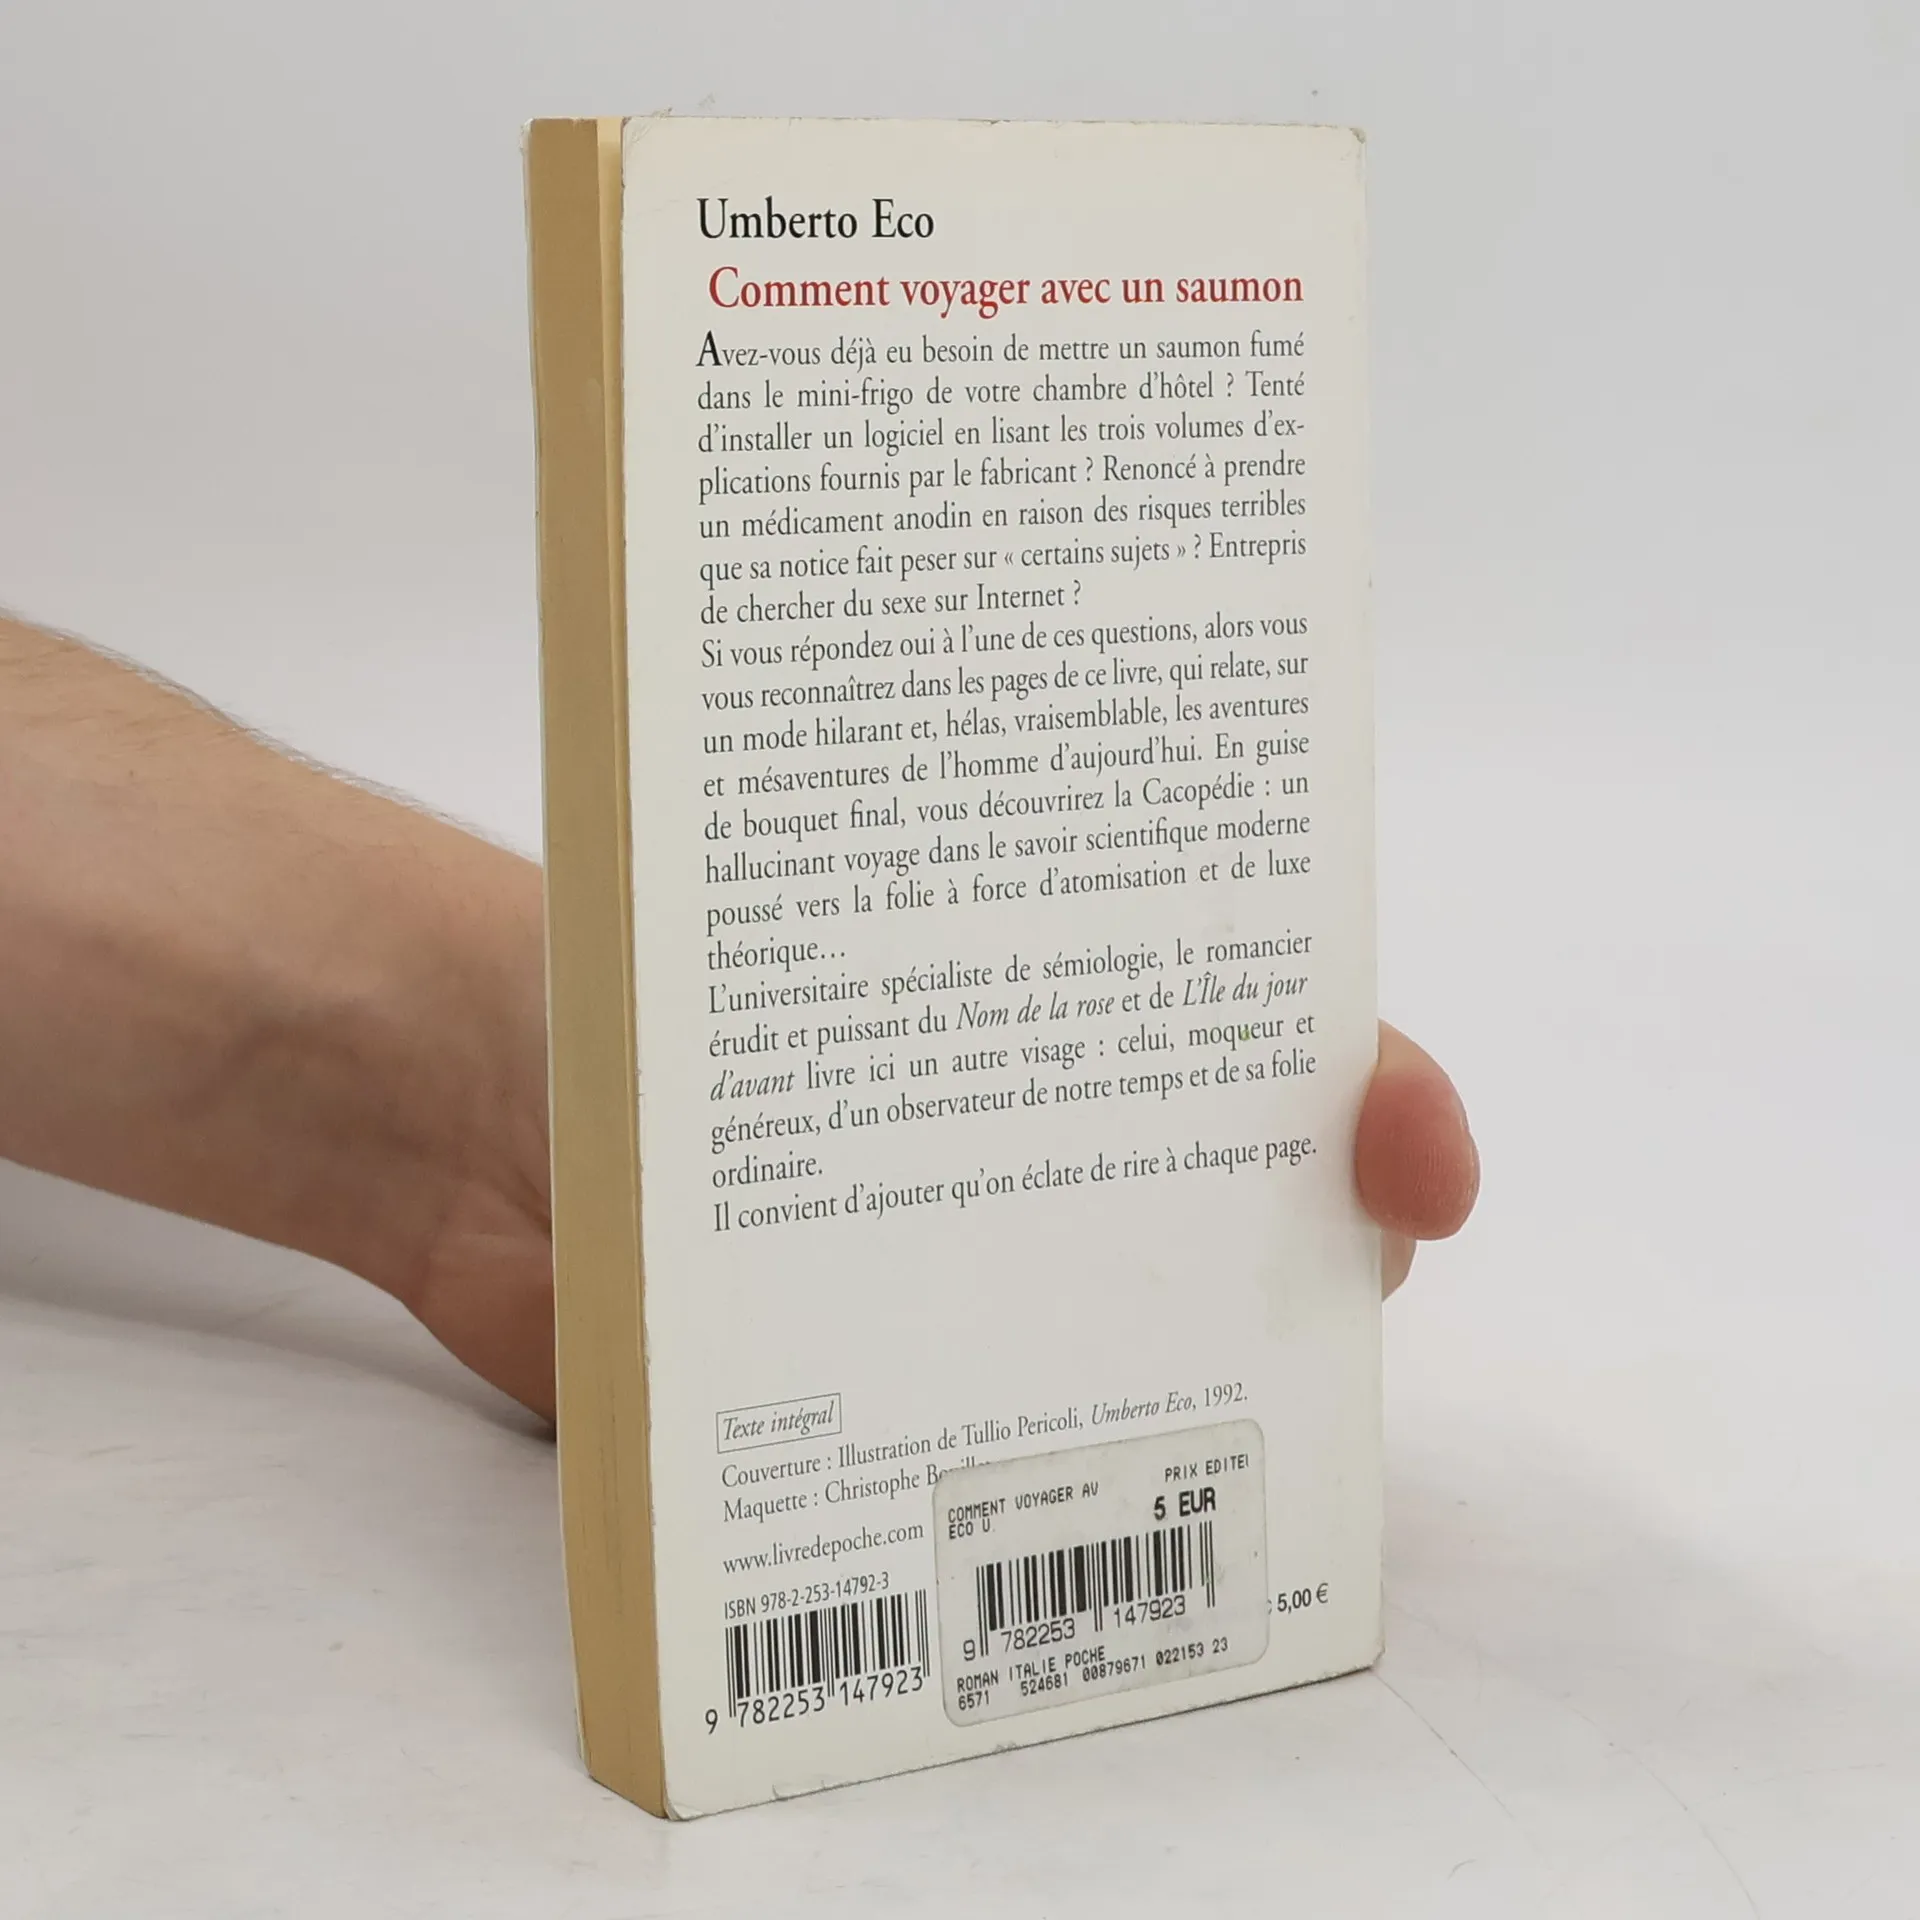 Umberto Eco
Comment voyager avec un saumon
Avez-vous déjà eu besoin de mettre un saumon fumé
dans le mini-frigo de votre chambre d'hôtel ? Tenté
d'installer un logiciel en lisant les trois volumes d'ex-
plications fournis par le fabricant ? Renoncé à prendre
un médicament anodin en raison des risques terribles
que sa notice fait peser sur « certains sujets » ? Entrepris
de chercher du sexe sur Internet ?
Si vous répondez oui à l'une de ces questions, alors vous
vous reconnaîtrez dans les pages de ce livre, qui relate, sur
un mode hilarant et, hélas, vraisemblable, les aventures
et mésaventures de l'homme d'aujourd'hui. En guise
de bouquet final, vous découvrirez la Cacopédie : un
hallucinant voyage dans le savoir scientifique moderne
poussé vers la folie à force d'atomisation et de luxe
théorique...
L'universitaire spécialiste de sémiologie, le romancier
érudit et puissant du Nom de la rose et de L'Île du jour
d'avant livre ici un autre visage : celui, moqueur et
généreux, d'un observateur de notre temps et de sa folie
ordinaire.
Il convient d'ajouter qu'on éclate de rire à chaque page.
Texte intégral
Couverture : Illustration de Tullio Pericoli, Umberto Eco, 1992.
Maquette : Christophe
www.livredepoche.com
ISBN 978-2-253-14792-3
9 782253 147923
COMMENT VOYAGER AV
ECO U.
PRIX EDITE
5 EUR
9 782253 147923
ROMAN ITALIE POCHE
6571 524681 00879671 022153 23
5,00 €